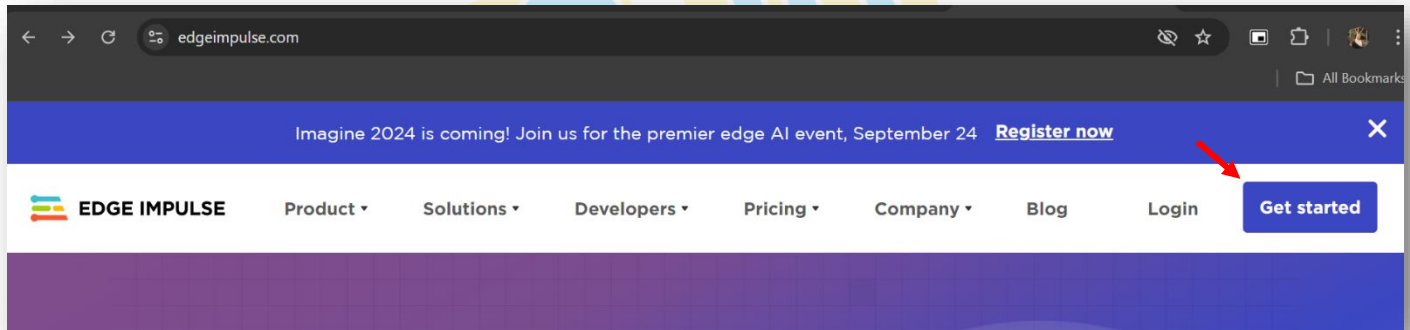 edgeimpulse.com
All Bookmarks
Imagine 2024 is coming! Join us for the premier edge AI event, September 24 Register now
EDGE IMPULSE Product Solutions Developers Pricing Company Blog Login Get started